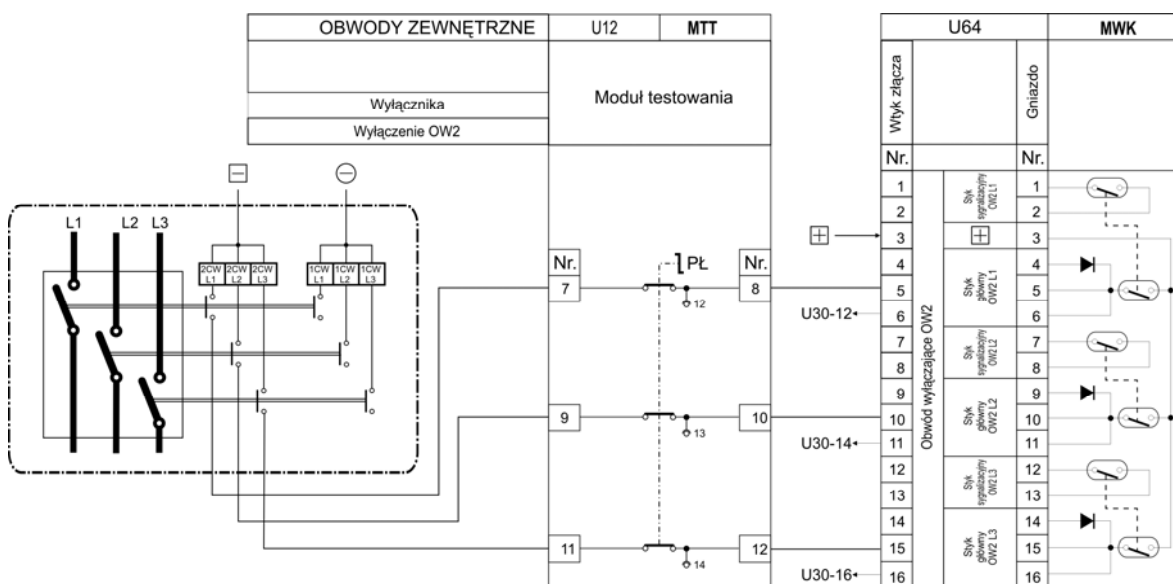 OBWODY ZEWNĘTRZNE
U12
MTT
U64
MWK
Wyłącznika
Wyłączenie OW2
Moduł testowania
Wtyk złącza
Gniazdo
Nr.
Nr.
L1
L2
L3
2CW L1
2CW L2
2CW L3
1CW L1
1CW L2
1CW L3
Nr.
PŁ
Nr.
7
12
8
9
13
10
11
14
12
U30-12
U30-14
U30-16
1
2
3
4
5
6
7
8
9
10
11
12
13
14
15
16
Obwód wyłączające OW2
Styk sygnalizacyjny OW2 L1
Styk główny OW2 L1
Styk sygnalizacyjny OW2 L2
Styk główny OW2 L2
Styk sygnalizacyjny OW2 L3
Styk główny OW2 L3
1
2
3
4
5
6
7
8
9
10
11
12
13
14
15
16